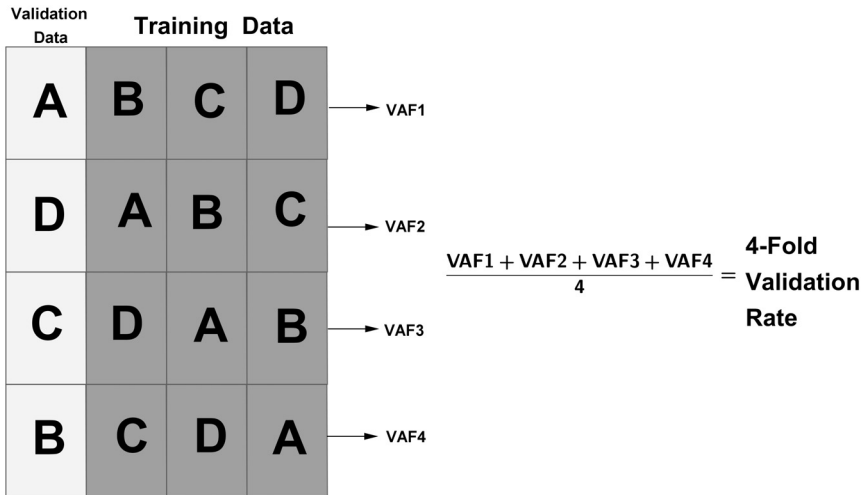 Validation
Data
Training Data
A B C D VAF1
D A B C VAF2
C D A B VAF3
B C D A VAF4
VAF1 + VAF2 + VAF3 + VAF4
4
=
4-Fold
Validation
Rate